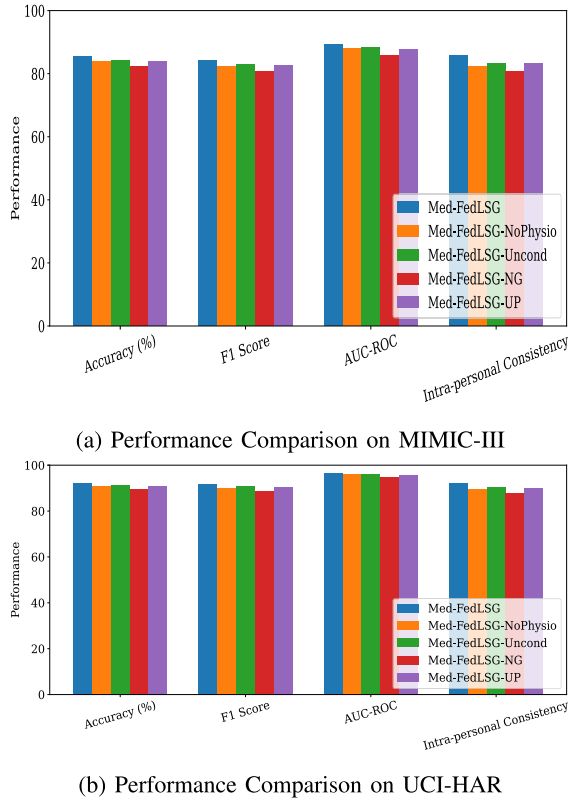 100
80
60
40
20
0
Performance
Med-FedLSG
Med-FedLSG-NoPhysio
Med-FedLSG-Uncond
Med-FedLSG-NG
Med-FedLSG-UP
Accuracy (%)
F1 Score
AUC-ROC
Intra-personal Consistency
(a) Performance Comparison on MIMIC-III
100
80
60
40
20
0
Performance
Med-FedLSG
Med-FedLSG-NoPhysio
Med-FedLSG-Uncond
Med-FedLSG-NG
Med-FedLSG-UP
Accuracy (%)
F1 Score
AUC-ROC
Intra-personal Consistency
(b) Performance Comparison on UCI-HAR